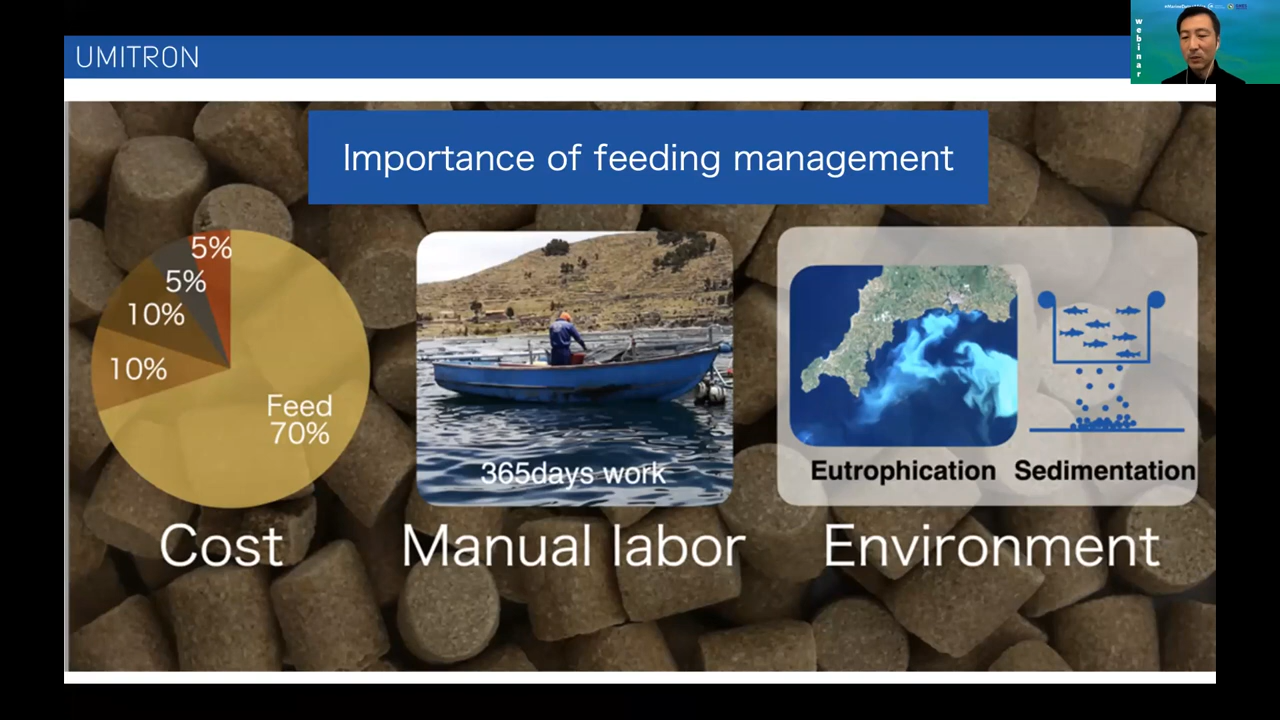 UMITRON
webinar
Importance of feeding management
5%
5%
10%
10%
Feed
70%
365days work
Eutrophication
Sedimentation
Cost
Manual labor
Environment